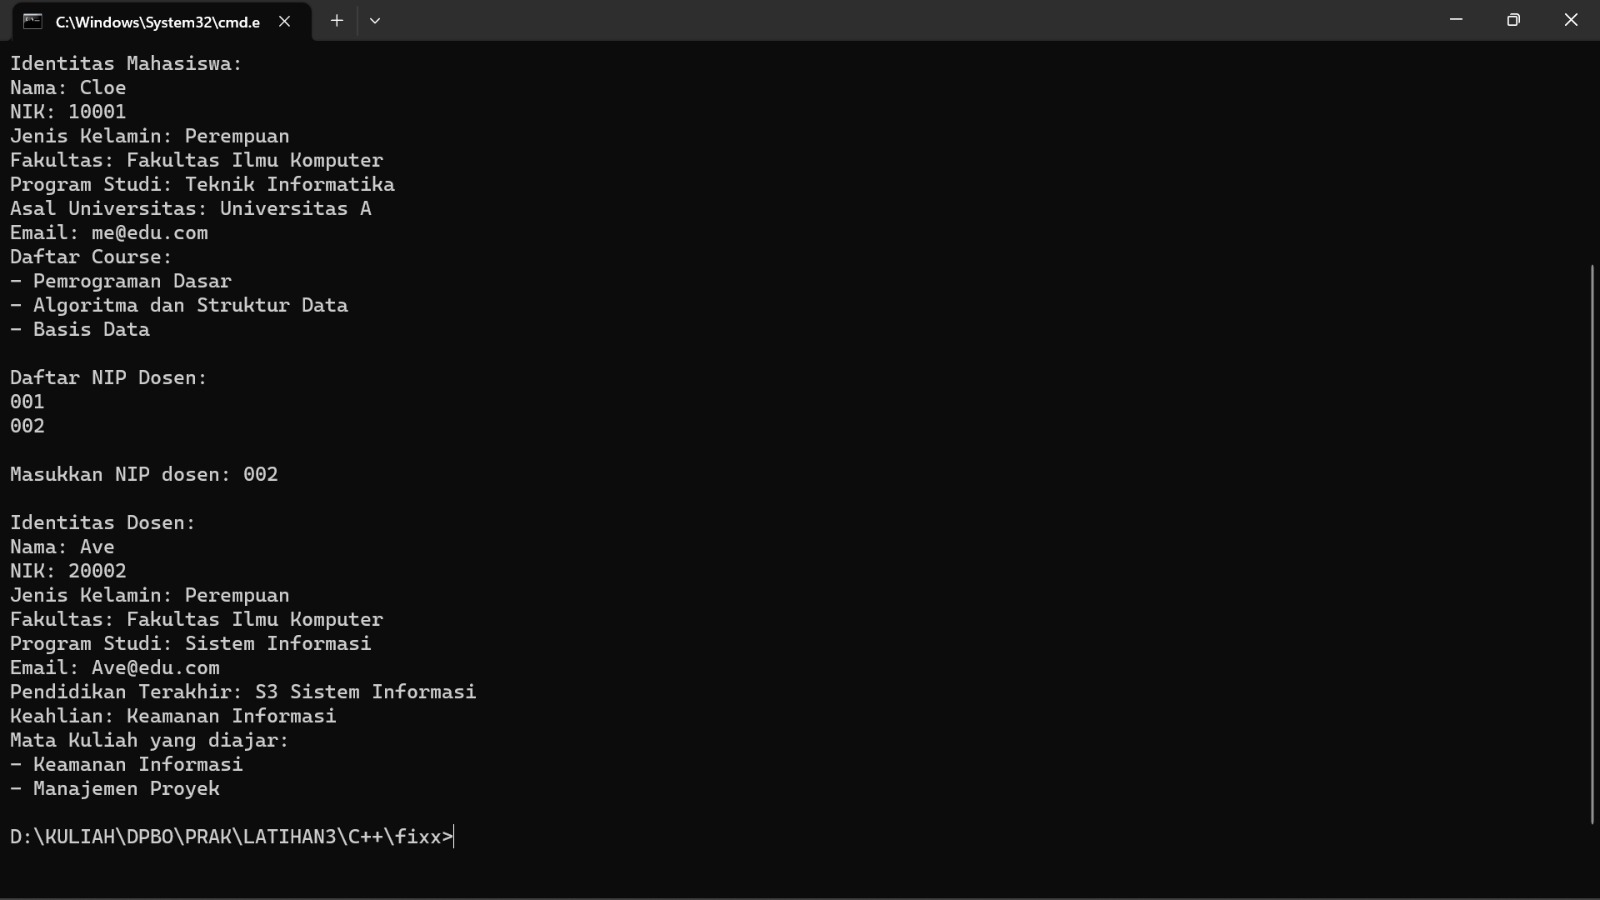 C:\Windows\System32\cmd.e
Identitas Mahasiswa:
Nama: Cloe
NIK: 10001
Jenis Kelamin: Perempuan
Fakultas: Fakultas Ilmu Komputer
Program Studi: Teknik Informatika
Asal Universitas: Universitas A
Email: me@edu.com
Daftar Course:
- Pemrograman Dasar
- Algoritma dan Struktur Data
- Basis Data
Daftar NIP Dosen:
001
002
Masukkan NIP dosen: 002
Identitas Dosen:
Nama: Ave
NIK: 20002
Jenis Kelamin: Perempuan
Fakultas: Fakultas Ilmu Komputer
Program Studi: Sistem Informasi
Email: Ave@edu.com
Pendidikan Terakhir: S3 Sistem Informasi
Keahlian: Keamanan Informasi
Mata Kuliah yang diajar:
- Keamanan Informasi
- Manajemen Proyek
D:\KULIAH\DPBO\PRAK\LATIHAN3\C++\fixx>